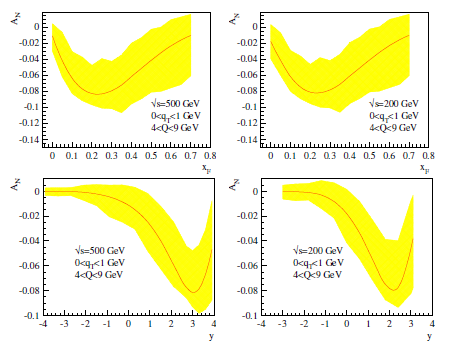 A_N
0
-0.02
-0.04
-0.06
-0.08
-0.1
-0.12
-0.14
√s=500 GeV
0<q_T<1 GeV
4<Q<9 GeV
0 0.1 0.2 0.3 0.4 0.5 0.6 0.7 0.8
x_F
A_N
0
-0.02
-0.04
-0.06
-0.08
-0.1
-0.12
-0.14
√s=200 GeV
0<q_T<1 GeV
4<Q<9 GeV
0 0.1 0.2 0.3 0.4 0.5 0.6 0.7 0.8
x_F
A_N
0
-0.02
-0.04
-0.06
-0.08
-0.1
√s=500 GeV
0<q_T<1 GeV
4<Q<9 GeV
-4 -3 -2 -1 0 1 2 3 4
y
A_N
0
-0.02
-0.04
-0.06
-0.08
-0.1
√s=200 GeV
0<q_T<1 GeV
4<Q<9 GeV
-4 -3 -2 -1 0 1 2 3 4
y